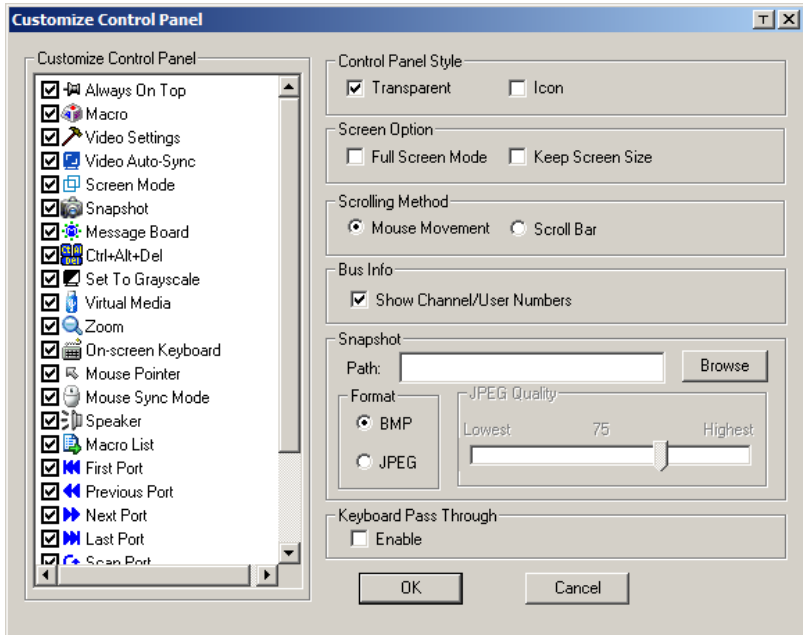 Customize Control Panel
Customize Control Panel
Always On Top
Macro
Video Settings
Video Auto-Sync
Screen Mode
Snapshot
Message Board
Ctrl+Alt+Del
Set To Grayscale
Virtual Media
Zoom
On-screen Keyboard
Mouse Pointer
Mouse Sync Mode
Speaker
Macro List
First Port
Previous Port
Next Port
Last Port
Scan Port
Control Panel Style
Transparent Icon
Screen Option
Full Screen Mode Keep Screen Size
Scrolling Method
Mouse Movement Scroll Bar
Bus Info
Show Channel/User Numbers
Snapshot
Path: Browse
Format
BMP
JPEG
JPEG Quality
Lowest 75 Highest
Keyboard Pass Through
Enable
OK Cancel